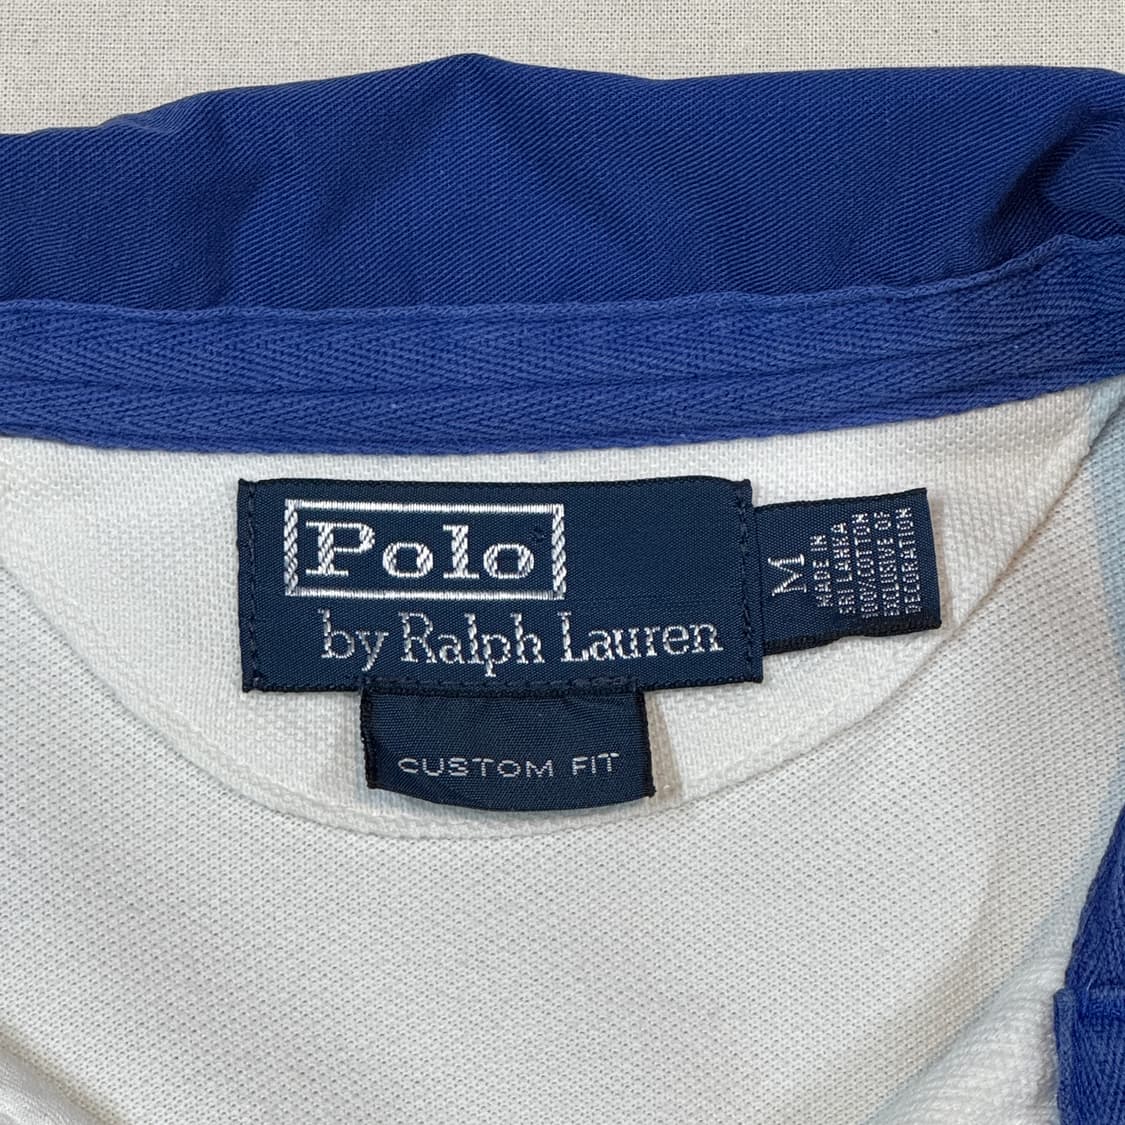 Polo
by Ralph Lauren
M
MADE IN
SRI LANKA
100% COTTON
EXCLUSIVE OF
DECORATION
CUSTOM FIT